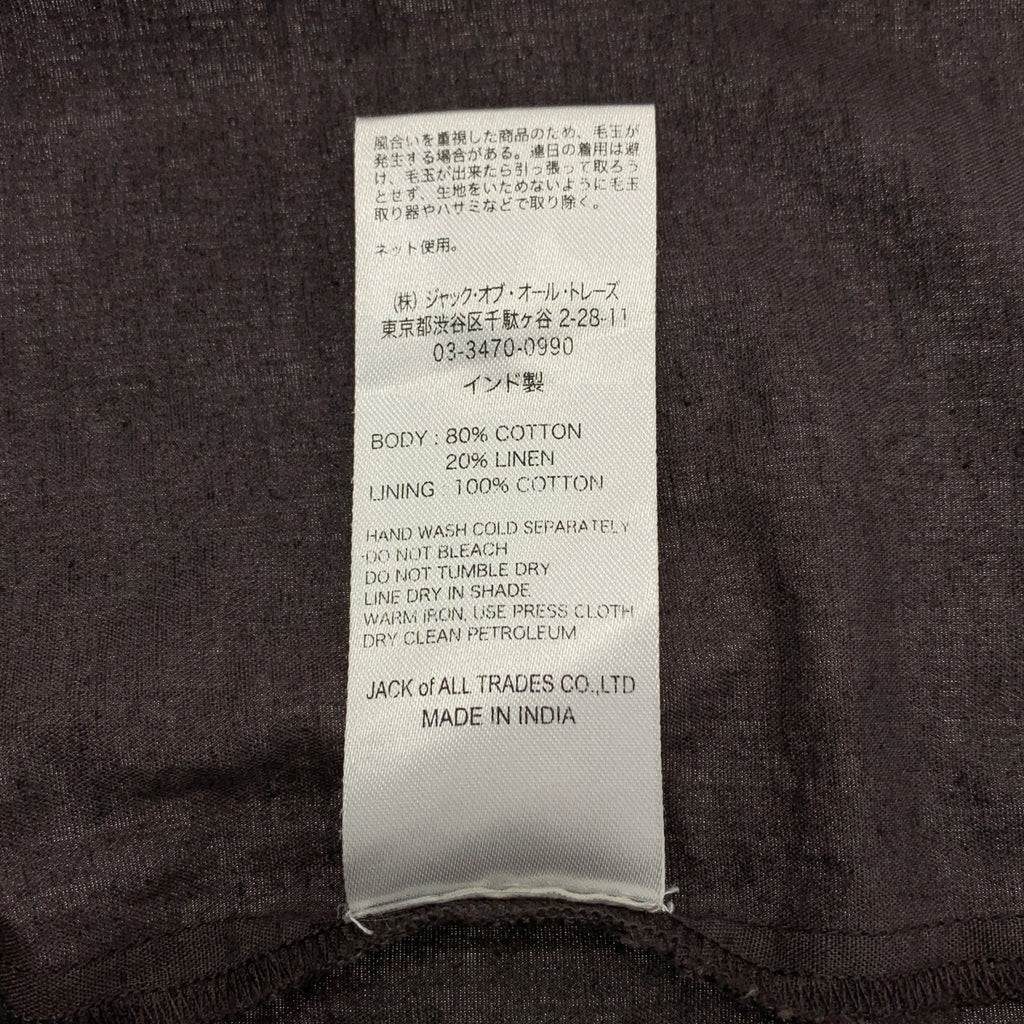 風合いを重視した商品のため、毛玉が
発生する場合がある。連日の着用は避
け、毛玉が出来たら引っ張って取ろう
とせず、生地をいためないように毛玉
取り器やハサミなどで取り除く。
ネット使用。
(株) ジャック・オブ・オール・トレーズ
東京都渋谷区千駄ヶ谷 2-28-11
03-3470-0990
インド製
BODY : 80% COTTON
20% LINEN
LINING : 100% COTTON
HAND WASH COLD SEPARATELY
DO NOT BLEACH
DO NOT TUMBLE DRY
LINE DRY IN SHADE
WARM IRON, USE PRESS CLOTH
DRY CLEAN PETROLEUM
JACK of ALL TRADES CO.,LTD
MADE IN INDIA